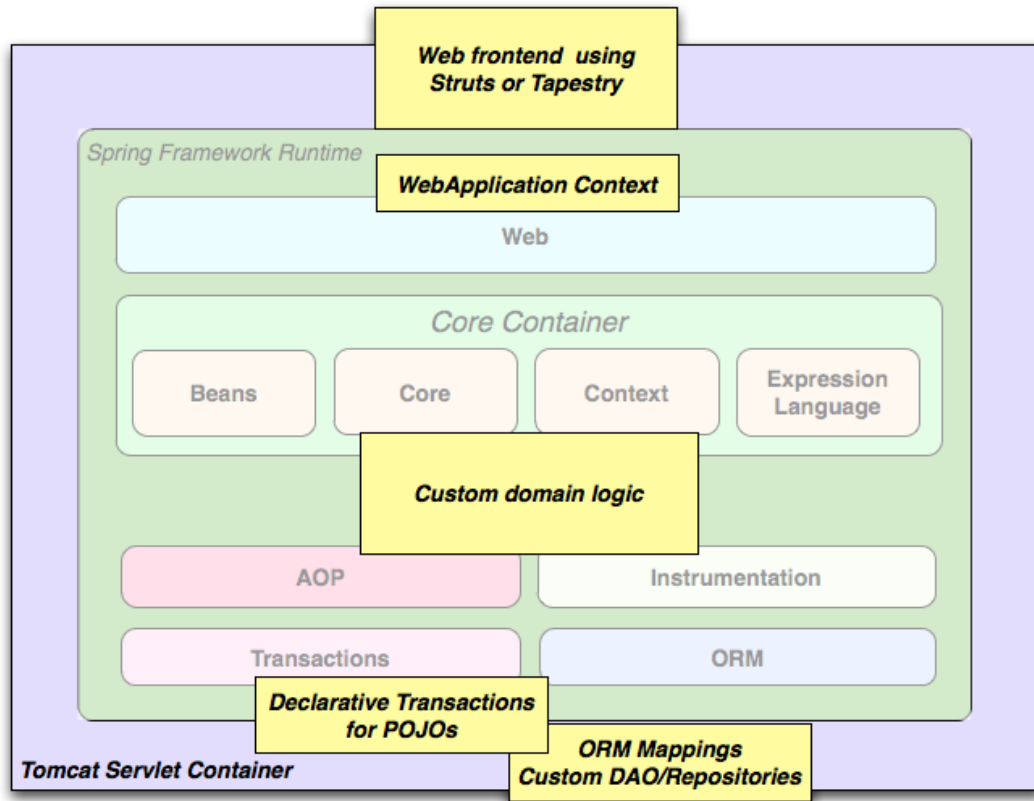 Web frontend using
Struts or Tapestry
Spring Framework Runtime
WebApplication Context
Web
Core Container
Beans
Core
Context
Expression
Language
Custom domain logic
AOP
Instrumentation
Transactions
ORM
Declarative Transactions
for POJOs
ORM Mappings
Custom DAO/Repositories
Tomcat Servlet Container